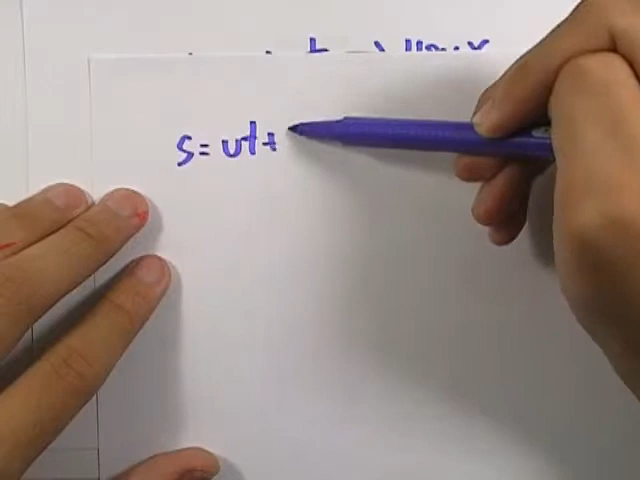 s = ut +